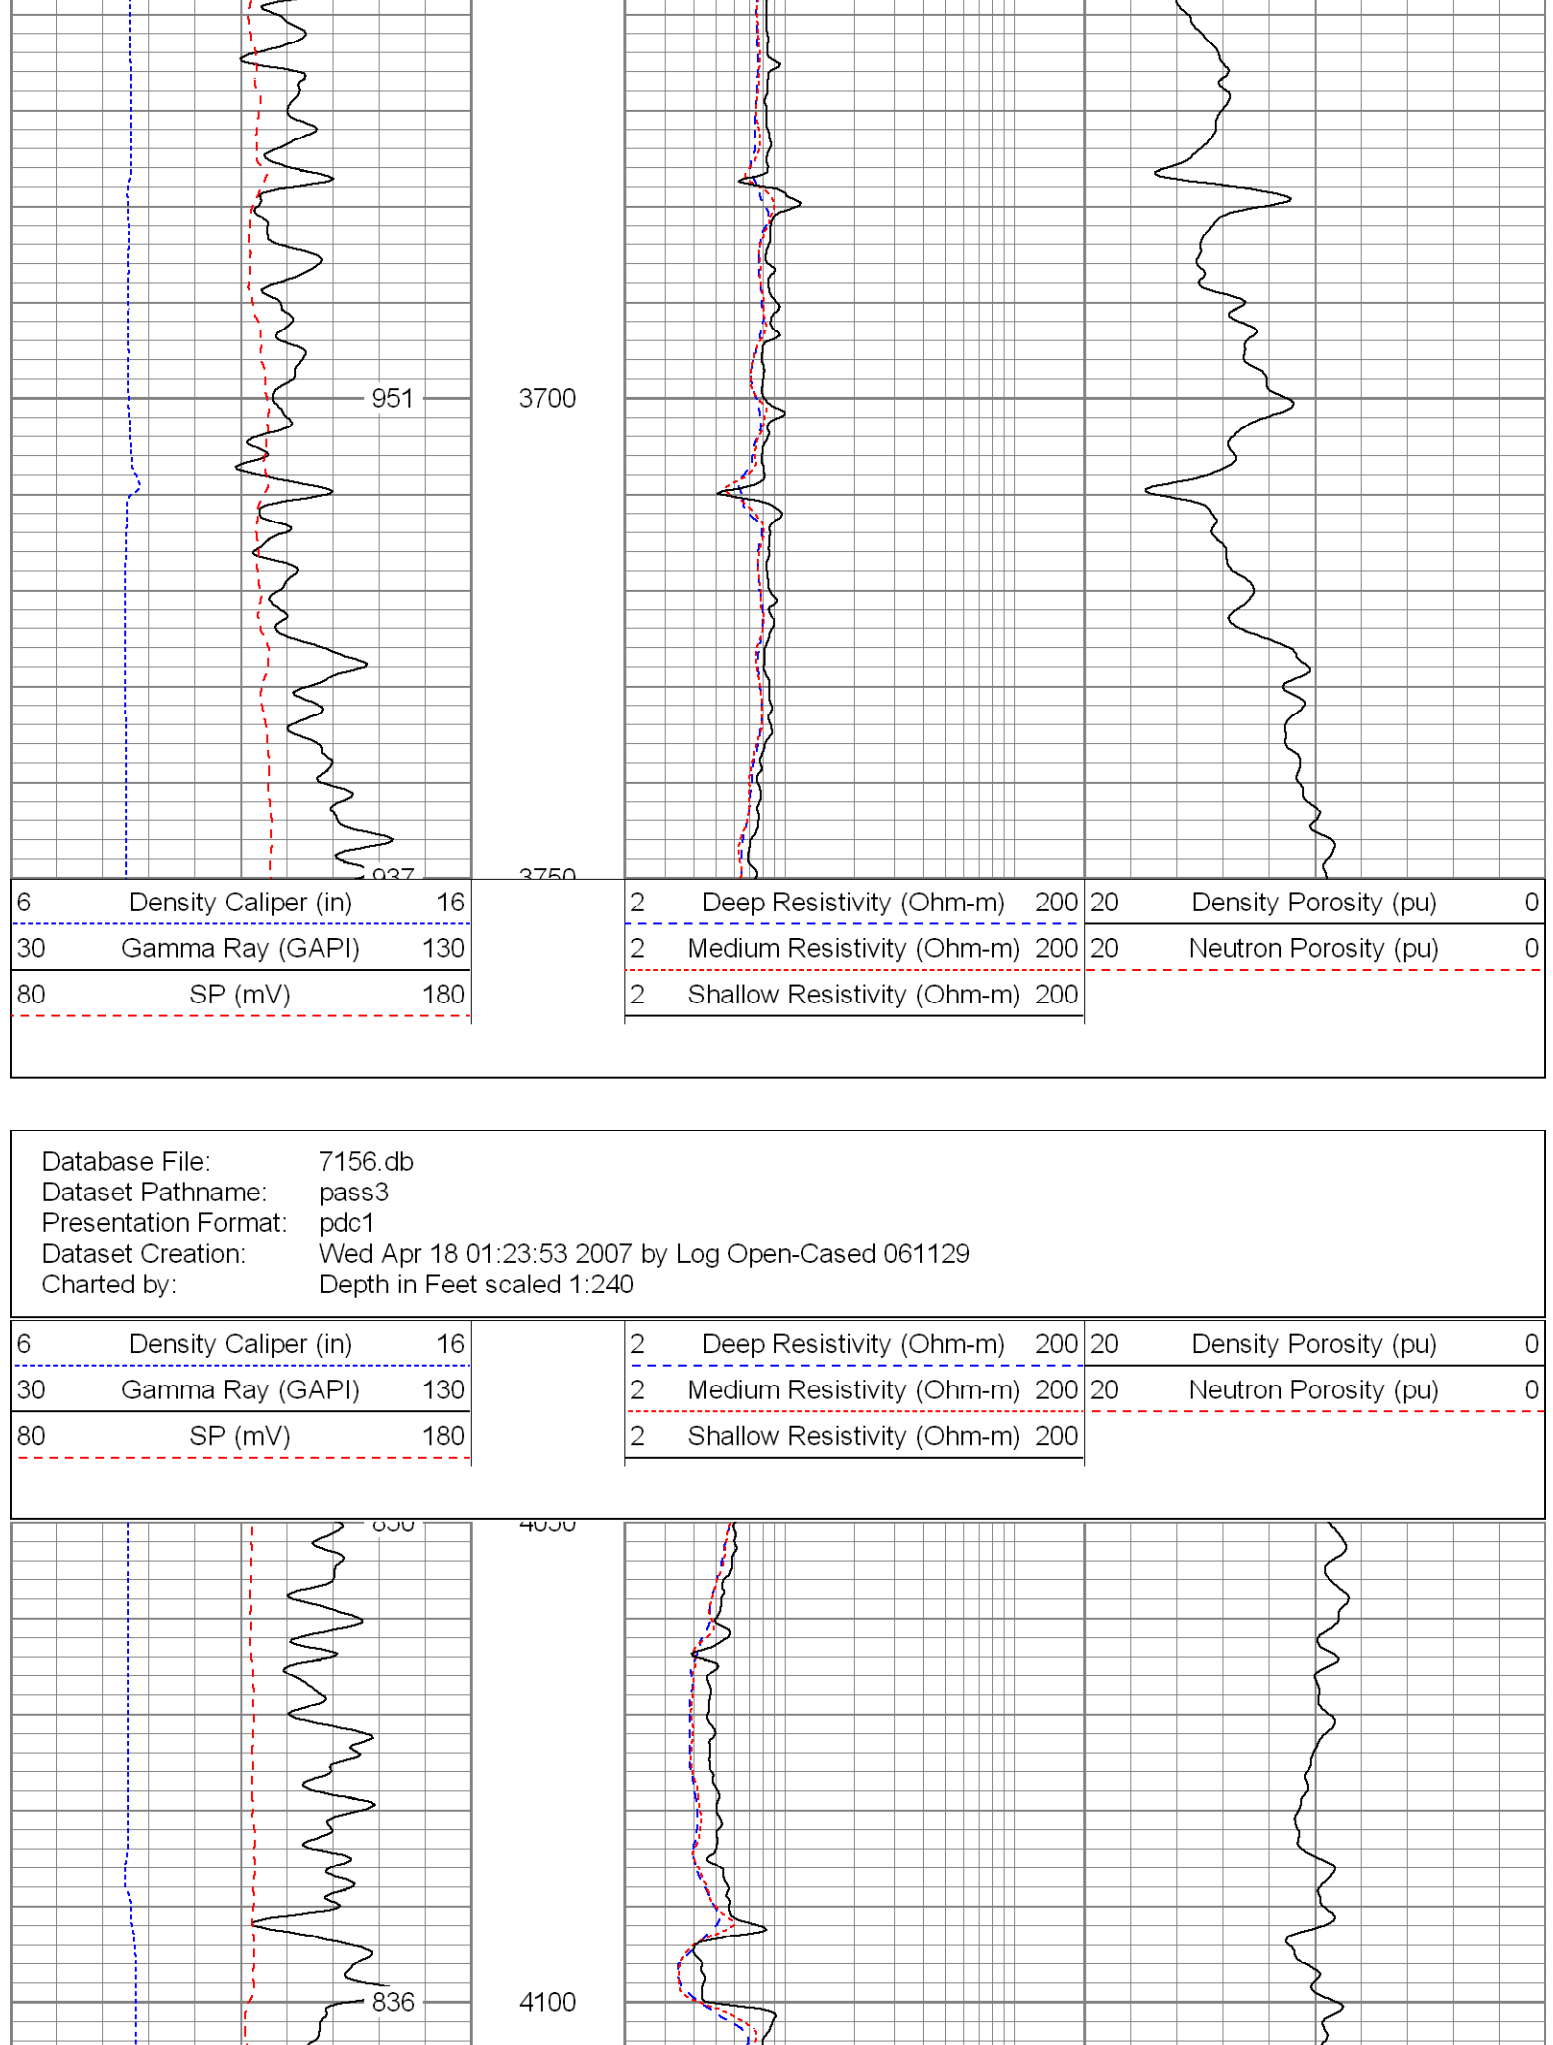 951 3700
937 3750
6 Density Caliper (in) 16 2 Deep Resistivity (Ohm-m) 200 20 Density Porosity (pu) 0
30 Gamma Ray (GAPI) 130 2 Medium Resistivity (Ohm-m) 200 20 Neutron Porosity (pu) 0
80 SP (mV) 180 2 Shallow Resistivity (Ohm-m) 200
Database File: 7156.db
Dataset Pathname: pass3
Presentation Format: pdc1
Dataset Creation: Wed Apr 18 01:23:53 2007 by Log Open-Cased 061129
Charted by: Depth in Feet scaled 1:240
6 Density Caliper (in) 16 2 Deep Resistivity (Ohm-m) 200 20 Density Porosity (pu) 0
30 Gamma Ray (GAPI) 130 2 Medium Resistivity (Ohm-m) 200 20 Neutron Porosity (pu) 0
80 SP (mV) 180 2 Shallow Resistivity (Ohm-m) 200
4050
836 4100